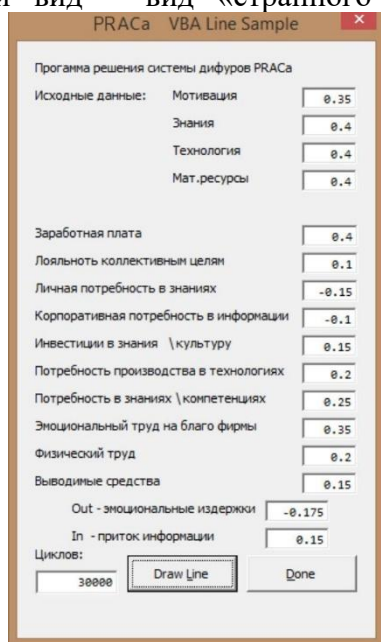 вид вид «странного
PRACa VBA Line Sample
Прогамма решения системы дифуров PRACa
Исходные данные: Мотивация 0.35
Знания 0.4
Технология 0.4
Мат.ресурсы 0.4
Заработная плата 0.4
Лояльноть коллективным целям 0.1
Личная потребность в знаниях -0.15
Корпоративная потребность в информации -0.1
Инвестиции в знания \культуру 0.15
Потребность производства в технологиях 0.2
Потребность в знаниях \компетенциях 0.25
Эмоциональный труд на благо фирмы 0.35
Физический труд 0.2
Выводимые средства 0.15
Out - эмоциональные издержки -0.175
In - приток информации 0.15
Циклов:
30000 Draw Line Done